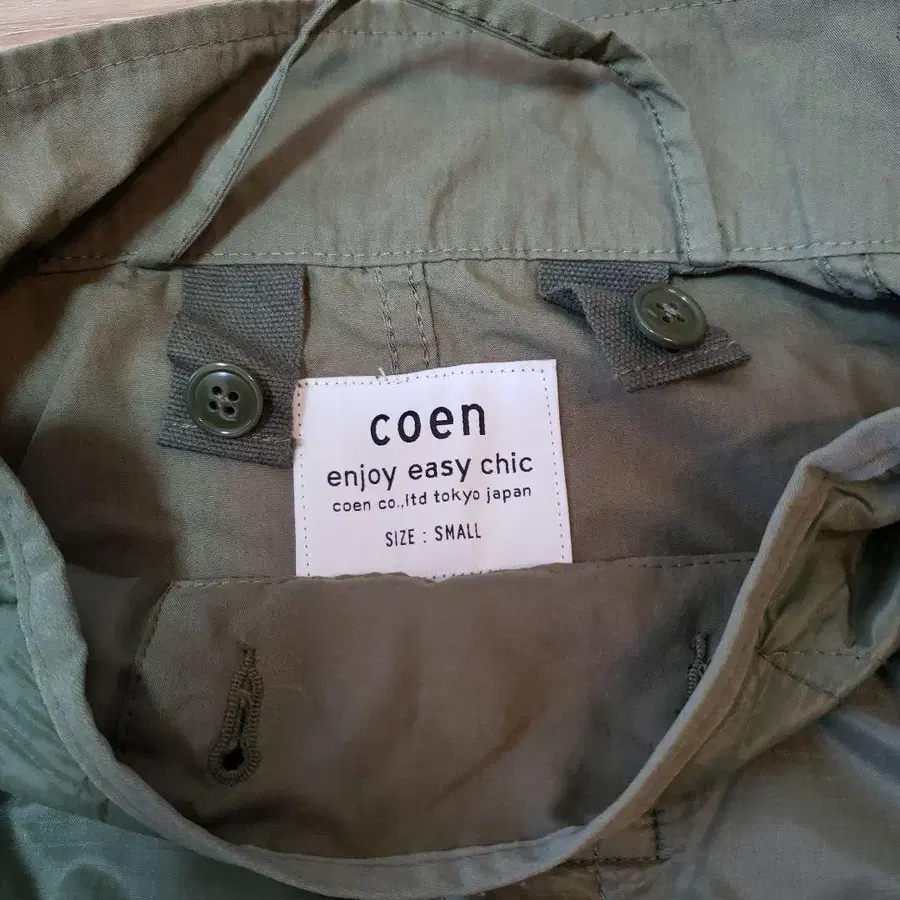 coen
enjoy easy chic
coen co.,ltd tokyo japan
SIZE : SMALL